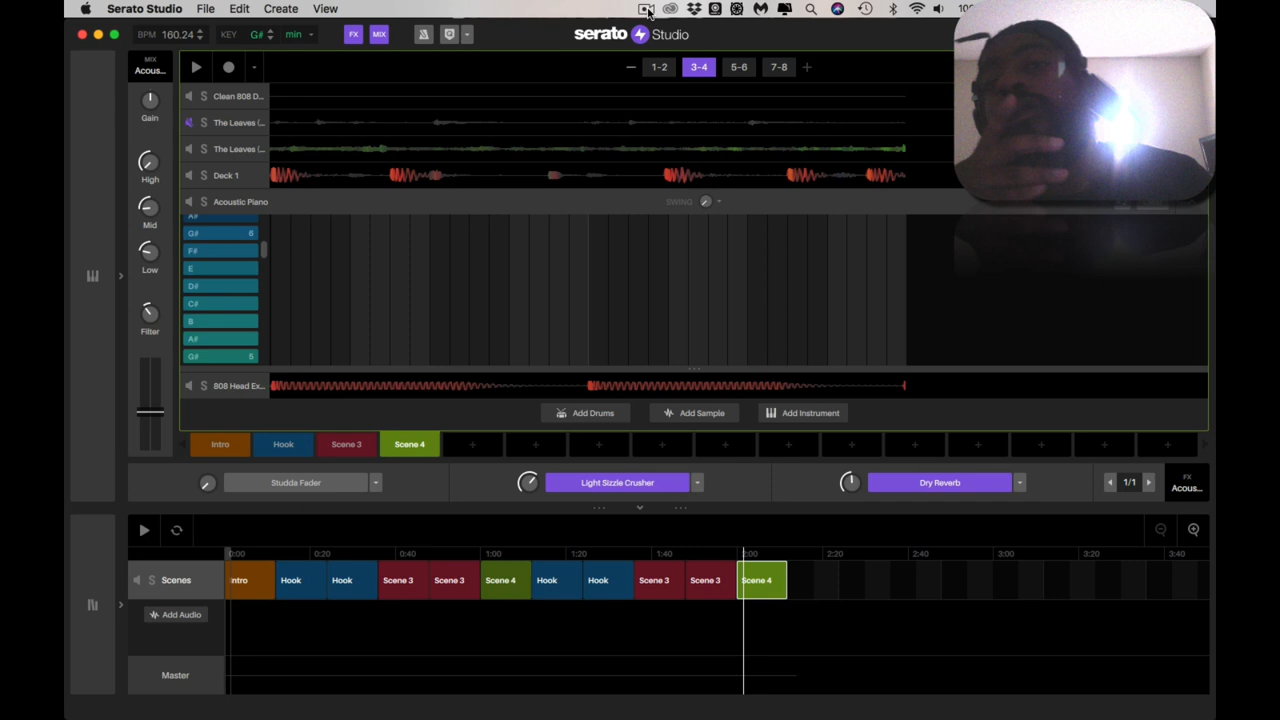 Serato Studio File Edit Create View
BPM 160.24 KEY G# min FX MIX serato Studio
MIX
Acous...
1-2 3-4 5-6 7-8
Gain
High
Mid
Low
Filter
S Clean 808 D...
S The Leaves (...
S The Leaves (...
S Deck 1
S Acoustic Piano SWING
A#
G# 6
F#
E
D#
C#
B
A#
G# 5
S 808 Head Ex...
Add Drums Add Sample Add Instrument
Intro Hook Scene 3 Scene 4
Studda Fader Light Sizzle Crusher Dry Reverb 1/1
FX
Acous...
0:00 0:20 0:40 1:00 1:20 1:40 2:00 2:20 2:40 3:00 3:20 3:40
S Scenes Intro Hook Hook Scene 3 Scene 3 Scene 4 Hook Hook Scene 3 Scene 3 Scene 4
Add Audio
Master